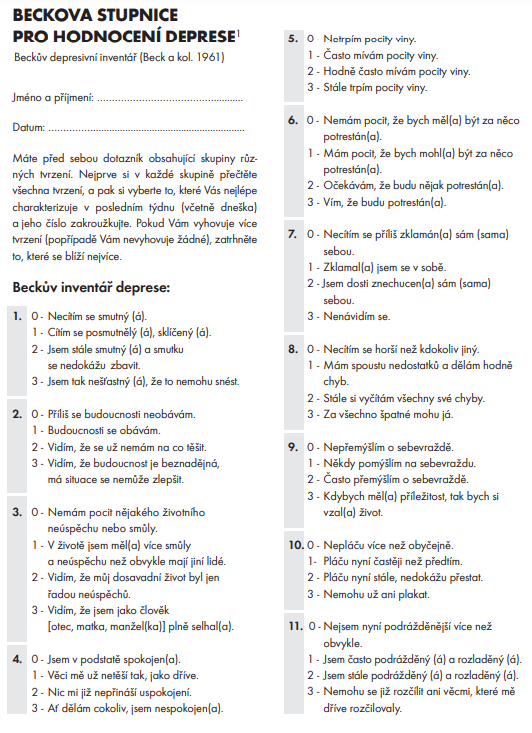 BECKOVA STUPNICE
PRO HODNOCENÍ DEPRESE¹
Beckův depresivní inventář (Beck a kol. 1961)
Jméno a příjmení: ................................................
Datum: ................................................................
Máte před sebou dotazník obsahující skupiny růz-
ných tvrzení. Nejprve si v každé skupině přečtěte
všechna tvrzení, a pak si vyberte to, které Vás nejlépe
charakterizuje v posledním týdnu (včetně dneška)
a jeho číslo zakroužkujte. Pokud Vám vyhovuje více
tvrzení (popřípadě Vám nevyhovuje žádné), zatrhněte
to, které se blíží nejvíce.
Beckův inventář deprese:
1. 0 - Necítím se smutný (á).
1 - Cítím se posmutnělý (á), sklíčený (á).
2 - Jsem stále smutný (á) a smutku
se nedokážu zbavit.
3 - Jsem tak nešťastný (á), že to nemohu snést.
2. 0 - Příliš se budoucnosti neobávám.
1 - Budoucnosti se obávám.
2 - Vidím, že se už nemám na co těšit.
3 - Vidím, že budoucnost je beznadějná,
má situace se nemůže zlepšit.
3. 0 - Nemám pocit nějakého životního
neúspěchu nebo smůly.
1 - V životě jsem měl(a) více smůly
a neúspěchu než obvykle mají jiní lidé.
2 - Vidím, že můj dosavadní život byl jen
řadou neúspěchů.
3 - Vidím, že jsem jako člověk
[otec, matka, manžel(ka)] plně selhal(a).
4. 0 - Jsem v podstatě spokojen(a).
1 - Věci mě už netěší tak, jako dříve.
2 - Nic mi již nepřináší uspokojení.
3 - Ať dělám cokoliv, jsem nespokojen(a).
5. 0 - Netrpím pocity viny.
1 - Často mívám pocity viny.
2 - Hodně často mívám pocity viny.
3 - Stále trpím pocity viny.
6. 0 - Nemám pocit, že bych měl(a) být za něco
potrestán(a).
1 - Mám pocit, že bych mohl(a) být za něco
potrestán(a).
2 - Očekávám, že budu nějak potrestán(a).
3 - Vím, že budu potrestán(a).
7. 0 - Necítím se příliš zklamán(a) sám (sama)
sebou.
1 - Zklamal(a) jsem se v sobě.
2 - Jsem dosti znechucen(a) sám (sama)
sebou.
3 - Nenávidím se.
8. 0 - Necítím se horší než kdokoliv jiný.
1 - Mám spoustu nedostatků a dělám hodně
chyb.
2 - Stále si vyčítám všechny své chyby.
3 - Za všechno špatné mohu já.
9. 0 - Nepřemýšlím o sebevraždě.
1 - Někdy pomýšlím na sebevraždu.
2 - Často přemýšlím o sebevraždě.
3 - Kdybych měl(a) příležitost, tak bych si
vzal(a) život.
10. 0 - Nepláču více než obyčejně.
1- Pláču nyní častěji než předtím.
2 - Pláču nyní stále, nedokážu přestat.
3 - Nemohu už ani plakat.
11. 0 - Nejsem nyní podrážděnější více než
obvykle.
1 - Jsem často podrážděný (á) a rozladěný (á).
2 - Jsem stále podrážděný (á) a rozladěný (á).
3 - Nemohu se již rozčílit ani věcmi, které mě
dříve rozčilovaly.